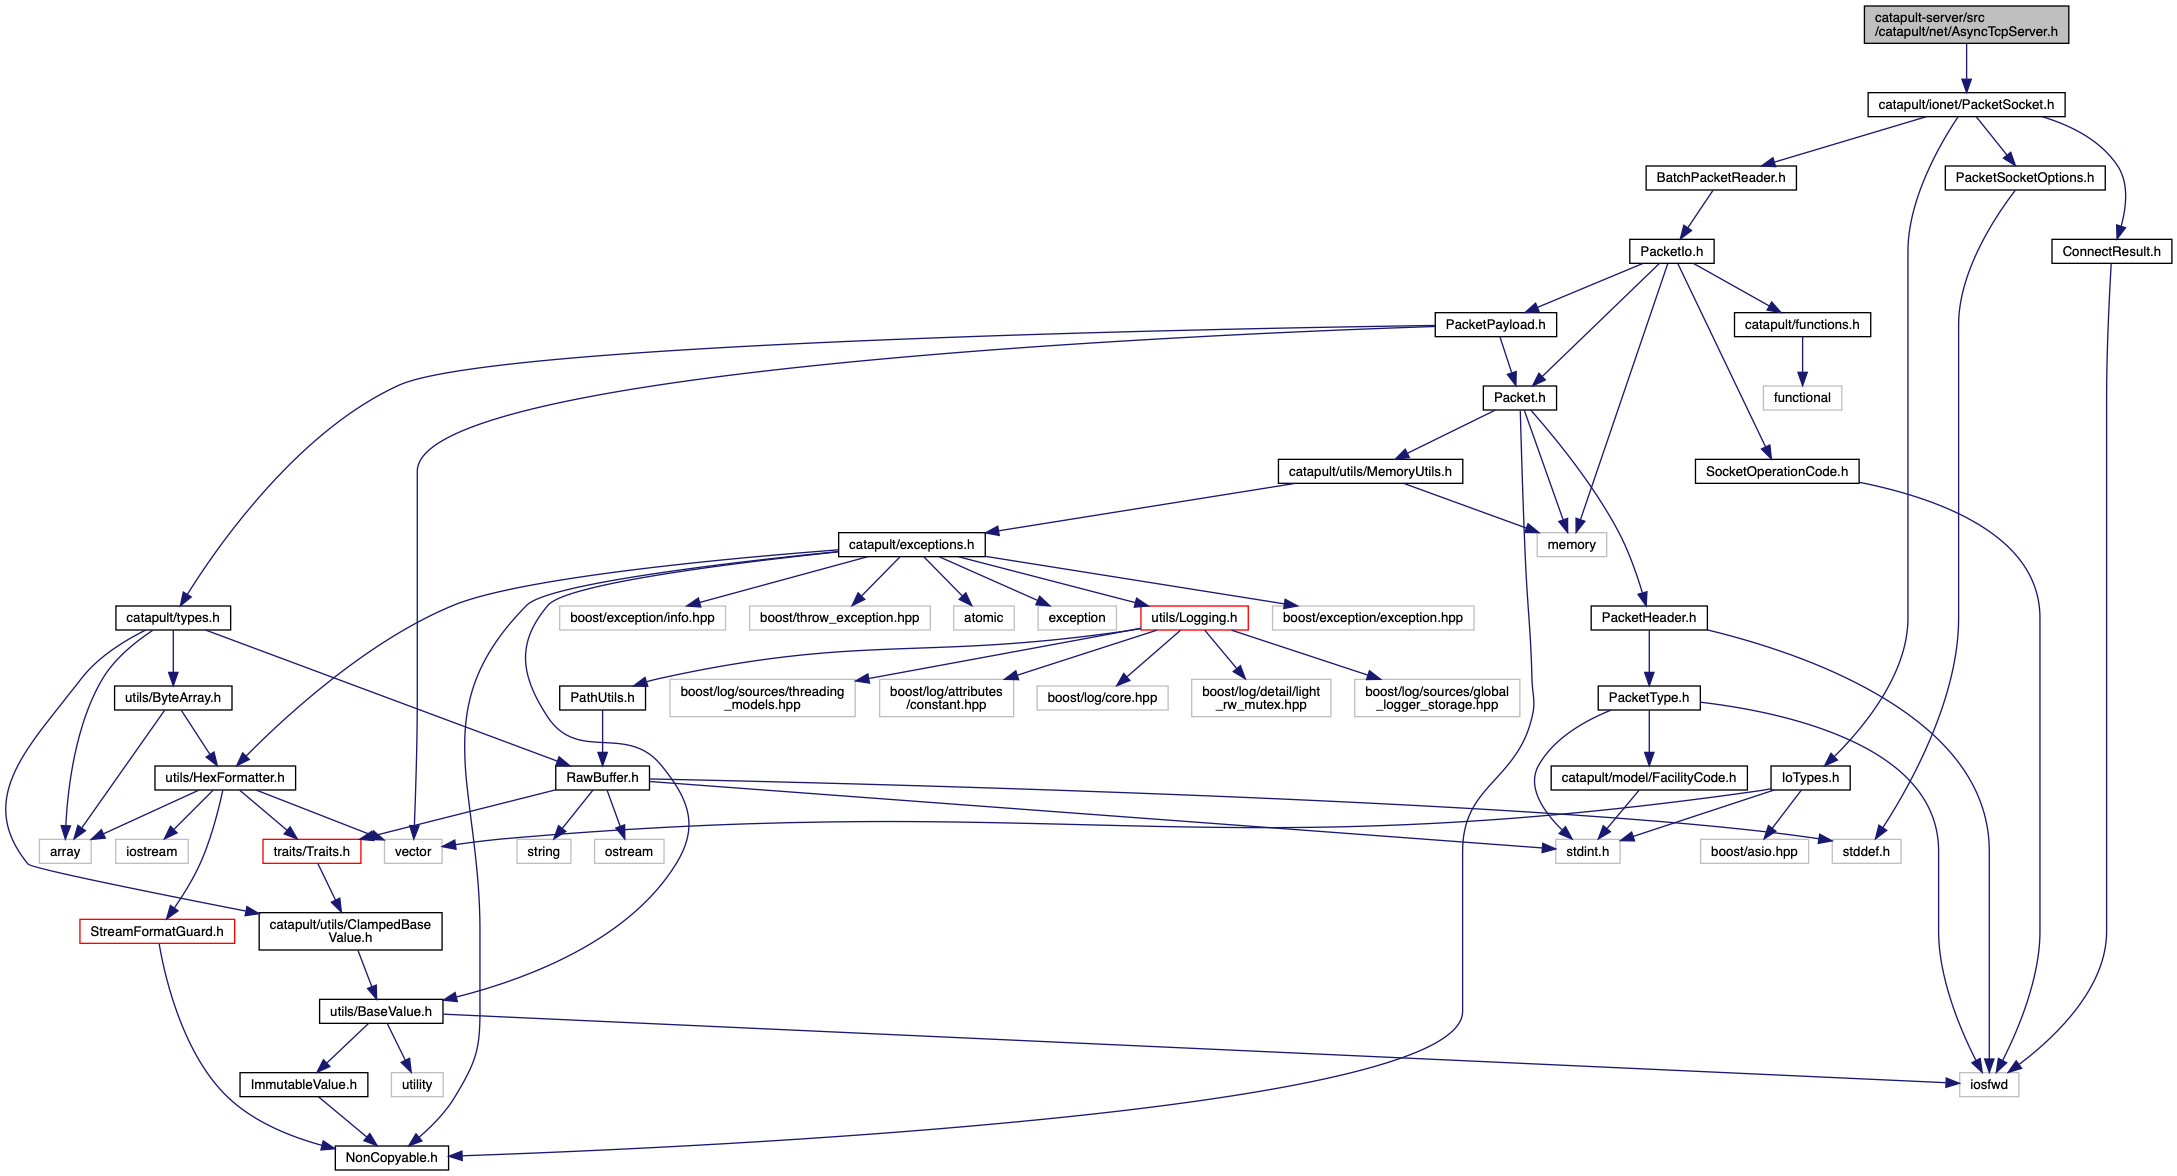 catapult-server/src
/catapult/net/AsyncTcpServer.h
catapult/ionet/PacketSocket.h
BatchPacketReader.h
PacketSocketOptions.h
PacketIo.h
ConnectResult.h
PacketPayload.h
catapult/functions.h
Packet.h
functional
catapult/utils/MemoryUtils.h
SocketOperationCode.h
catapult/exceptions.h
memory
catapult/types.h
boost/exception/info.hpp
boost/throw_exception.hpp
atomic
exception
utils/Logging.h
boost/exception/exception.hpp
PacketHeader.h
utils/ByteArray.h
PathUtils.h
boost/log/sources/threading
_models.hpp
boost/log/attributes
/constant.hpp
boost/log/core.hpp
boost/log/detail/light
_rw_mutex.hpp
boost/log/sources/global
_logger_storage.hpp
PacketType.h
utils/HexFormatter.h
RawBuffer.h
catapult/model/FacilityCode.h
IoTypes.h
array
iostream
traits/Traits.h
vector
string
ostream
stdint.h
boost/asio.hpp
stddef.h
StreamFormatGuard.h
catapult/utils/ClampedBase
Value.h
utils/BaseValue.h
ImmutableValue.h
utility
iosfwd
NonCopyable.h